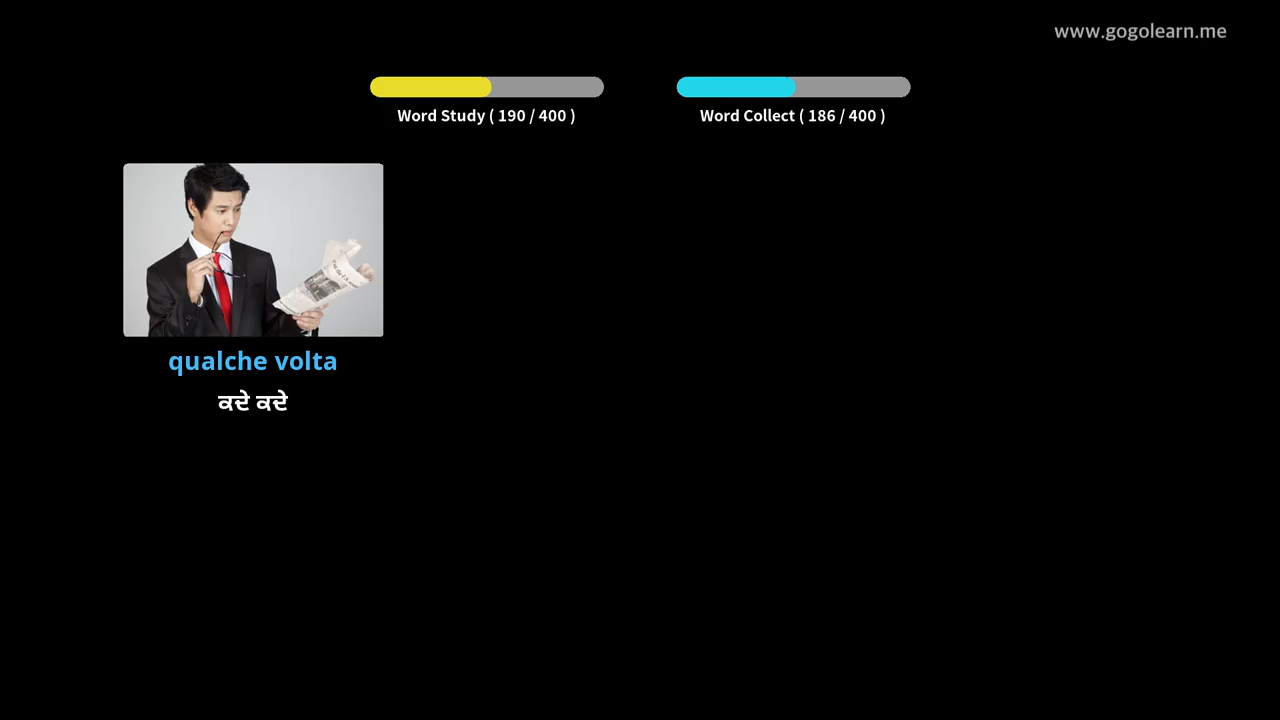 www.gogolearn.me
Word Study ( 190 / 400 )
Word Collect ( 186 / 400 )
qualche volta
ਕਦੇ ਕਦੇ